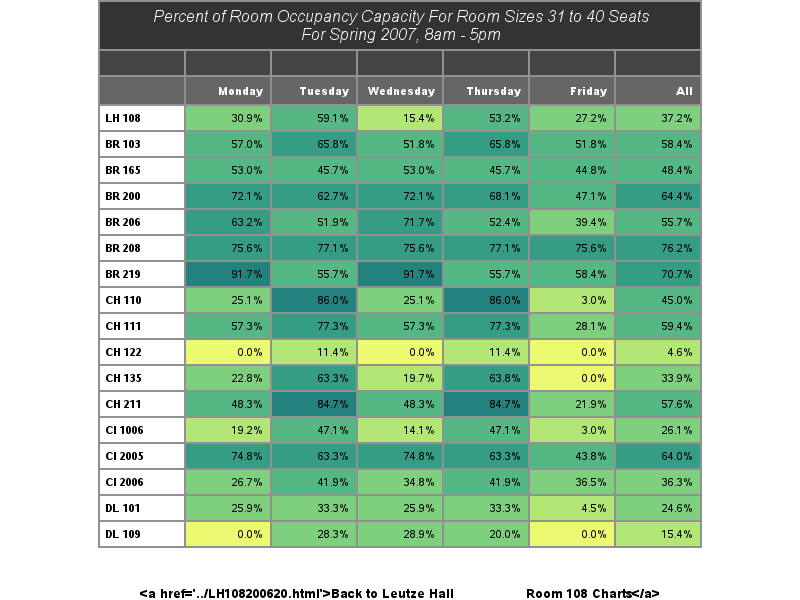 Percent of Room Occupancy Capacity For Room Sizes 31 to 40 Seats
For Spring 2007, 8am - 5pm
Monday Tuesday Wednesday Thursday Friday All
LH 108 30.9% 59.1% 15.4% 53.2% 27.2% 37.2%
BR 103 57.0% 65.8% 51.8% 65.8% 51.8% 58.4%
BR 165 53.0% 45.7% 53.0% 45.7% 44.8% 48.4%
BR 200 72.1% 62.7% 72.1% 68.1% 47.1% 64.4%
BR 206 63.2% 51.9% 71.7% 52.4% 39.4% 55.7%
BR 208 75.6% 77.1% 75.6% 77.1% 75.6% 76.2%
BR 219 91.7% 55.7% 91.7% 55.7% 58.4% 70.7%
CH 110 25.1% 86.0% 25.1% 86.0% 3.0% 45.0%
CH 111 57.3% 77.3% 57.3% 77.3% 28.1% 59.4%
CH 122 0.0% 11.4% 0.0% 11.4% 0.0% 4.6%
CH 135 22.8% 63.3% 19.7% 63.8% 0.0% 33.9%
CH 211 48.3% 84.7% 48.3% 84.7% 21.9% 57.6%
CI 1006 19.2% 47.1% 14.1% 47.1% 3.0% 26.1%
CI 2005 74.8% 63.3% 74.8% 63.3% 43.8% 64.0%
CI 2006 26.7% 41.9% 34.8% 41.9% 36.5% 36.3%
DL 101 25.9% 33.3% 25.9% 33.3% 4.5% 24.6%
DL 109 0.0% 28.3% 28.9% 20.0% 0.0% 15.4%
<a href='../LH108200620.html'>Back to Leutze Hall Room 108 Charts</a>